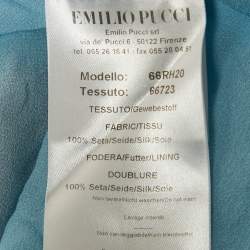 EMILIO PUCCI
Emilio Pucci srl
via de' Pucci,6 - 50122 Firenze
tel. 055 26 18 41 - fax 055 28 04 51
Modello: 66RH20
Tessuto: 66723
TESSUTO/Gewebstoff
FABRIC/TISSU
100% Seta/Seide/Silk/Soie
FODERA/Futter/LINING
DOUBLURE
100% Seta/Seide/Silk/Soie